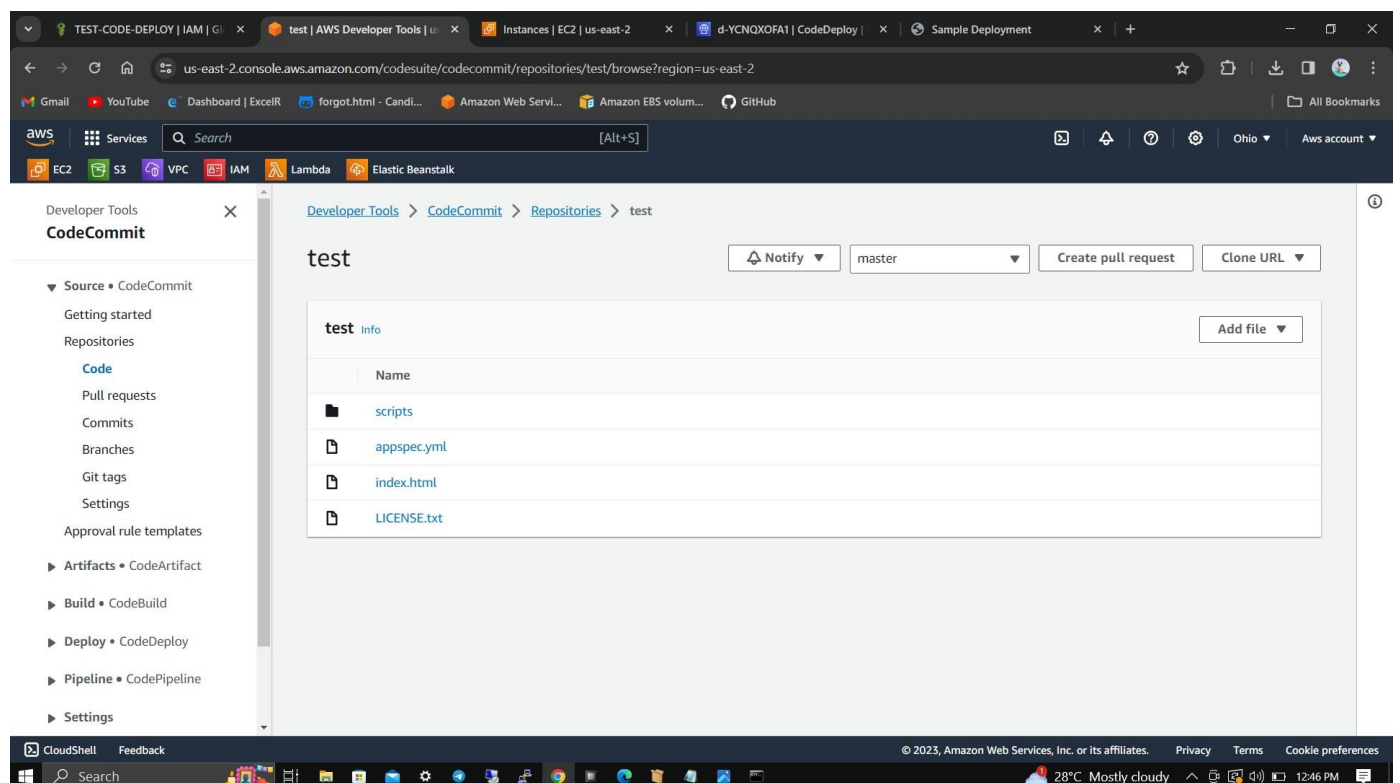 TEST-CODE-DEPLOY | IAM | Gl
test | AWS Developer Tools | u
Instances | EC2 | us-east-2
d-YCNQXOFA1 | CodeDeploy |
Sample Deployment
us-east-2.console.aws.amazon.com/codesuite/codecommit/repositories/test/browse?region=us-east-2
Gmail YouTube Dashboard | ExcelR forgot.html - Candi... Amazon Web Servi... Amazon EBS volum... GitHub All Bookmarks
aws Services Search [Alt+S] Ohio Aws account
EC2 S3 VPC IAM Lambda Elastic Beanstalk
Developer Tools
CodeCommit
Source • CodeCommit
Getting started
Repositories
Code
Pull requests
Commits
Branches
Git tags
Settings
Approval rule templates
Artifacts • CodeArtifact
Build • CodeBuild
Deploy • CodeDeploy
Pipeline • CodePipeline
Settings
Developer Tools > CodeCommit > Repositories > test
test Notify master Create pull request Clone URL
test Info Add file
Name
scripts
appspec.yml
index.html
LICENSE.txt
CloudShell Feedback © 2023, Amazon Web Services, Inc. or its affiliates. Privacy Terms Cookie preferences
Search 28°C Mostly cloudy 12:46 PM